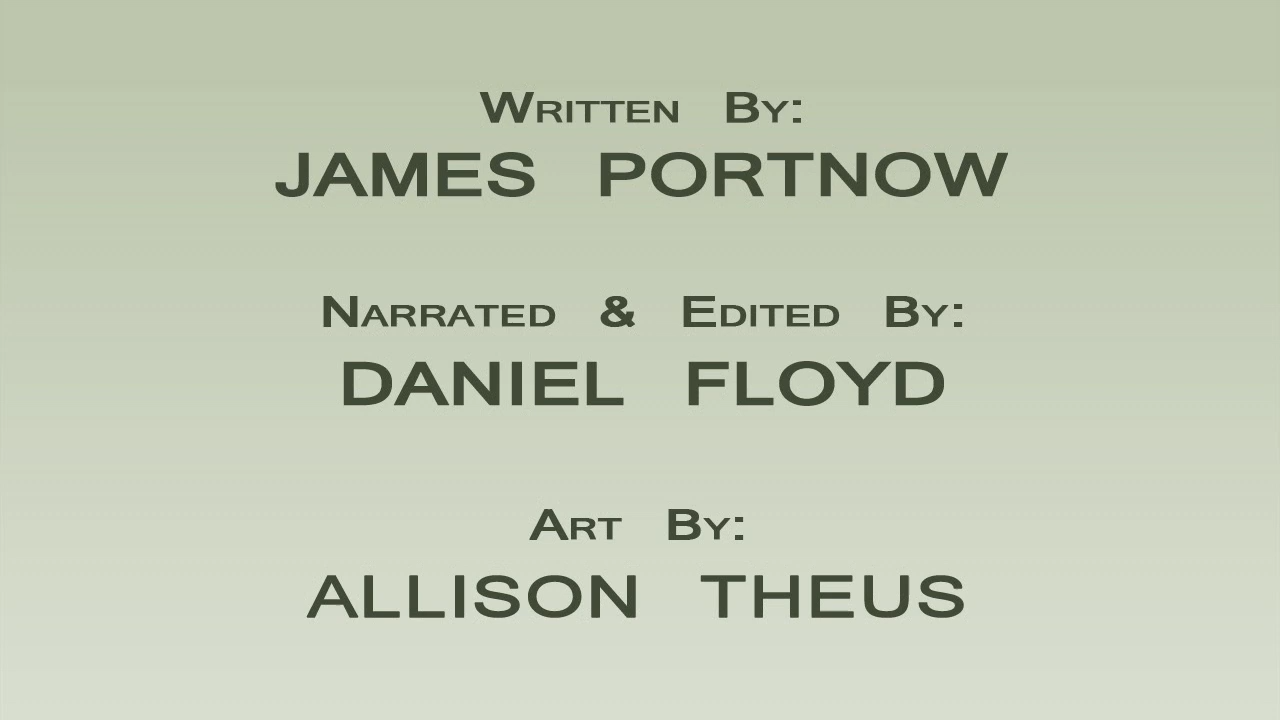 Written By:
JAMES PORTNOW
Narrated & Edited By:
DANIEL FLOYD
Art By:
ALLISON THEUS